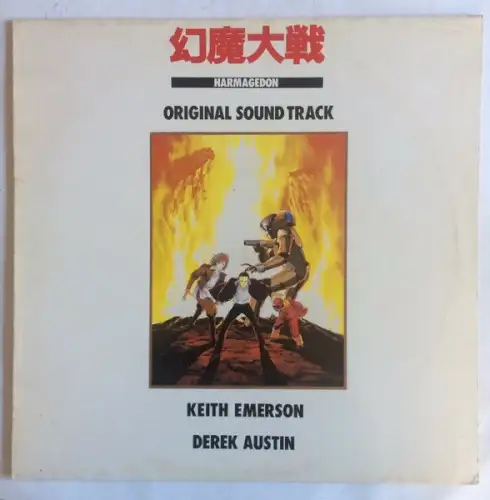 幻魔大戦
HARMAGEDON
ORIGINAL SOUND TRACK
KEITH EMERSON
DEREK AUSTIN